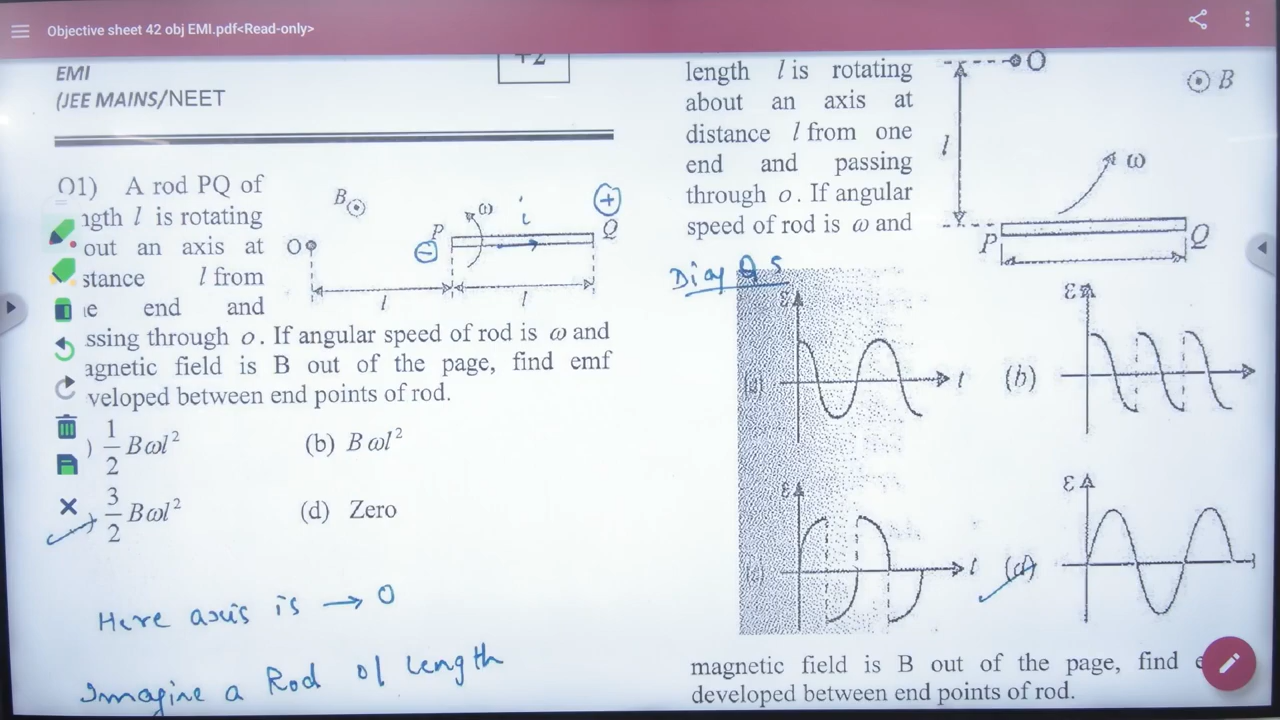 Objective sheet 42 obj EMI.pdf<Read-only>
EMI
(JEE MAINS/NEET
+2
Q1) A rod PQ of
ngth l is rotating
out an axis at
stance l from
e end and
ssing through o. If angular speed of rod is ω and
agnetic field is B out of the page, find emf
veloped between end points of rod.
B
ω
i
+
O
P
−
Q
l
l
) 1/2 Bωl²
(b) Bωl²
3/2 Bωl²
(d) Zero
Here axis is → O
Imagine a Rod of length
length l is rotating
about an axis at
distance l from one
end and passing
through o. If angular
speed of rod is ω and
O
B
l
ω
P
Q
Diag Q5
ε
(a)
t
ε
(b)
ε
t
ε
(d)
magnetic field is B out of the page, find e
developed between end points of rod.